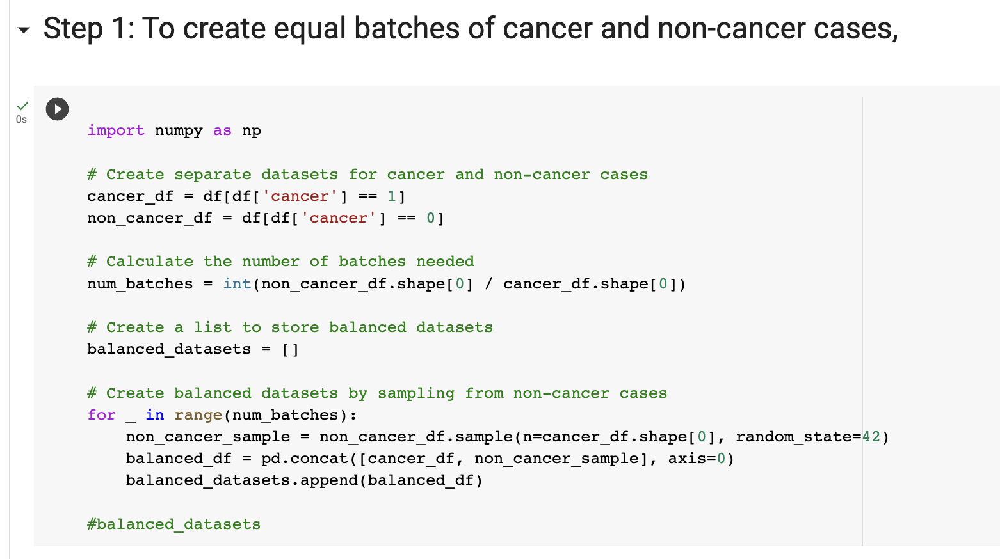 Step 1: To create equal batches of cancer and non-cancer cases,
0s
import numpy as np
# Create separate datasets for cancer and non-cancer cases
cancer_df = df[df['cancer'] == 1]
non_cancer_df = df[df['cancer'] == 0]
# Calculate the number of batches needed
num_batches = int(non_cancer_df.shape[0] / cancer_df.shape[0])
# Create a list to store balanced datasets
balanced_datasets = []
# Create balanced datasets by sampling from non-cancer cases
for _ in range(num_batches):
    non_cancer_sample = non_cancer_df.sample(n=cancer_df.shape[0], random_state=42)
    balanced_df = pd.concat([cancer_df, non_cancer_sample], axis=0)
    balanced_datasets.append(balanced_df)
#balanced_datasets